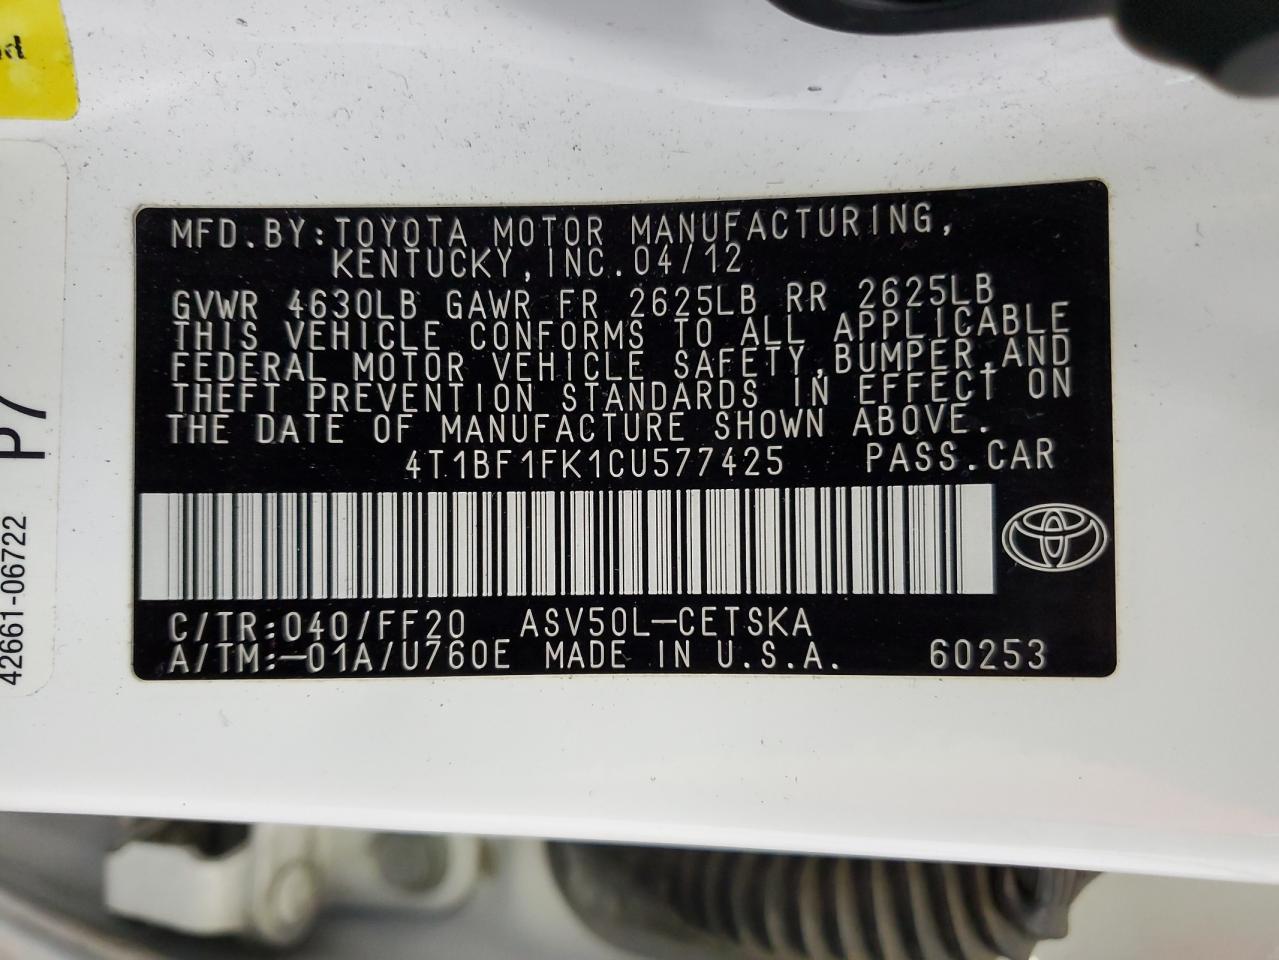 MFD.BY:TOYOTA MOTOR MANUFACTURING,
KENTUCKY,INC.04/12
GVWR 4630LB GAWR FR 2625LB RR 2625LB
THIS VEHICLE CONFORMS TO ALL APPLICABLE
FEDERAL MOTOR VEHICLE SAFETY,BUMPER,AND
THEFT PREVENTION STANDARDS IN EFFECT ON
THE DATE OF MANUFACTURE SHOWN ABOVE.
4T1BF1FK1CU577425 PASS.CAR
C/TR:040/FF20 ASV50L-CETSKA
A/TM:-01A/U760E MADE IN U.S.A. 60253
P7
42661-06722